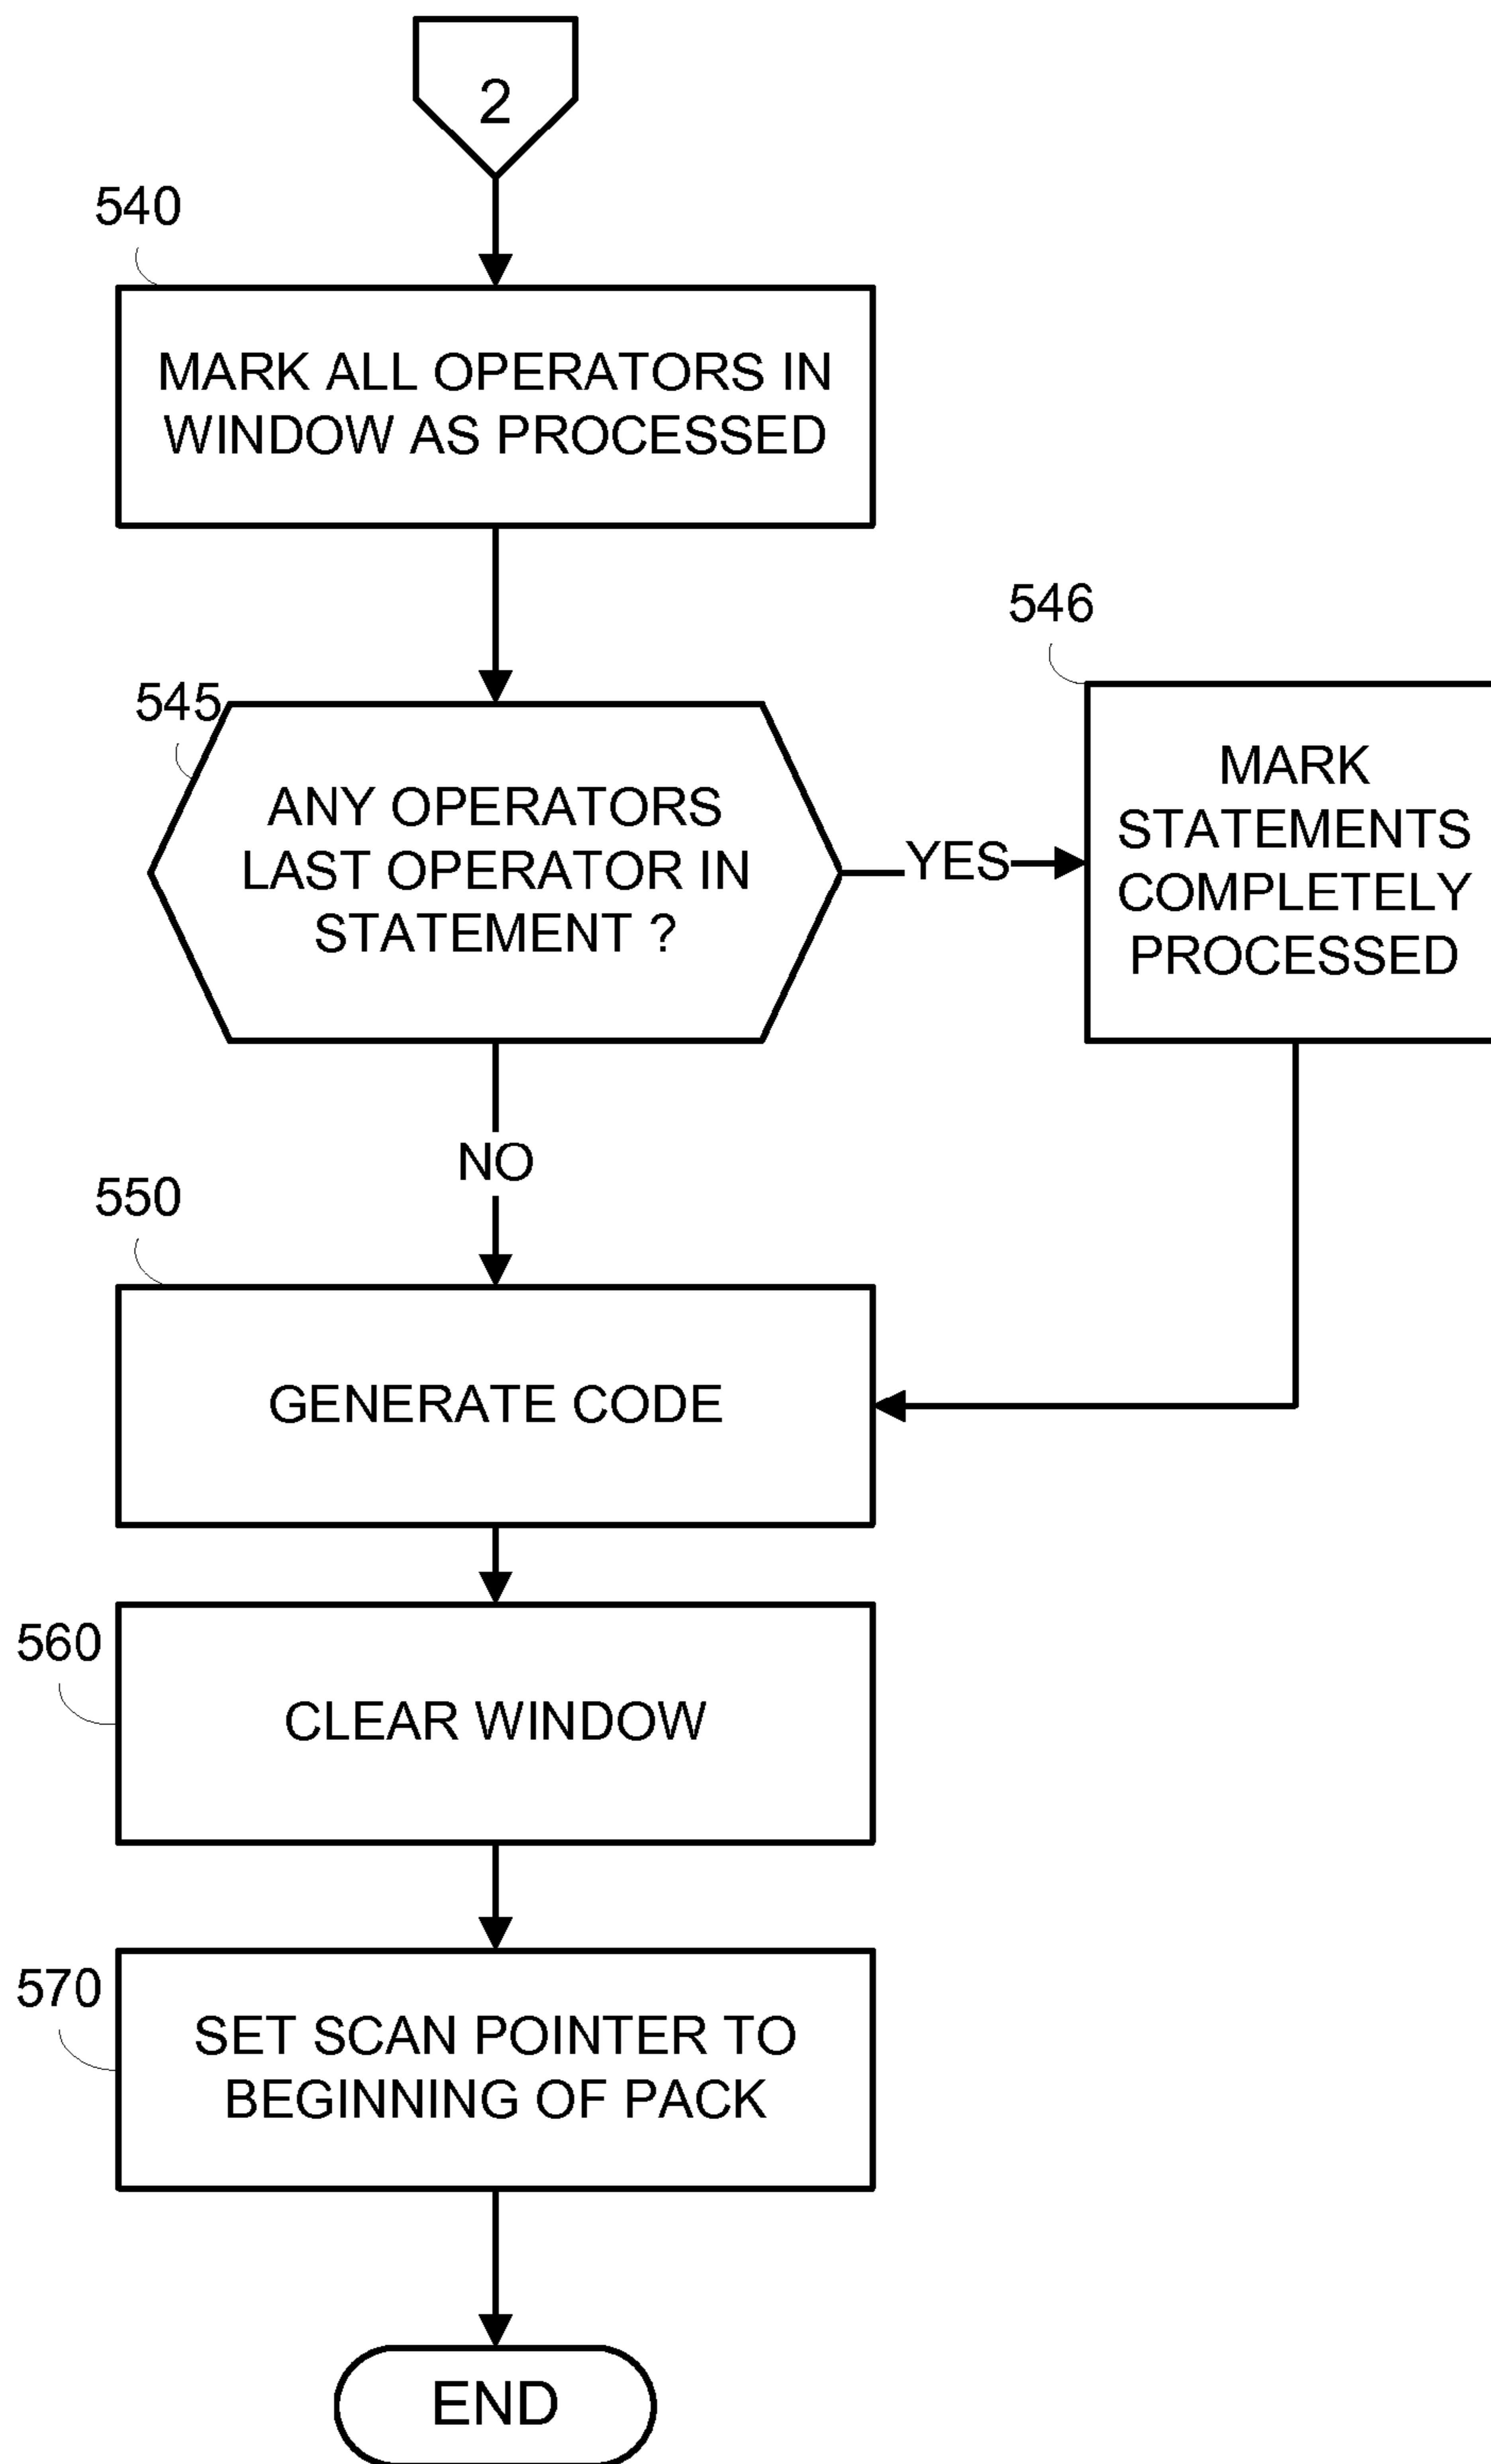 2
540
MARK ALL OPERATORS IN
WINDOW AS PROCESSED
545
ANY OPERATORS
LAST OPERATOR IN
STATEMENT ?
YES
546
MARK
STATEMENTS
COMPLETELY
PROCESSED
NO
550
GENERATE CODE
560
CLEAR WINDOW
570
SET SCAN POINTER TO
BEGINNING OF PACK
END